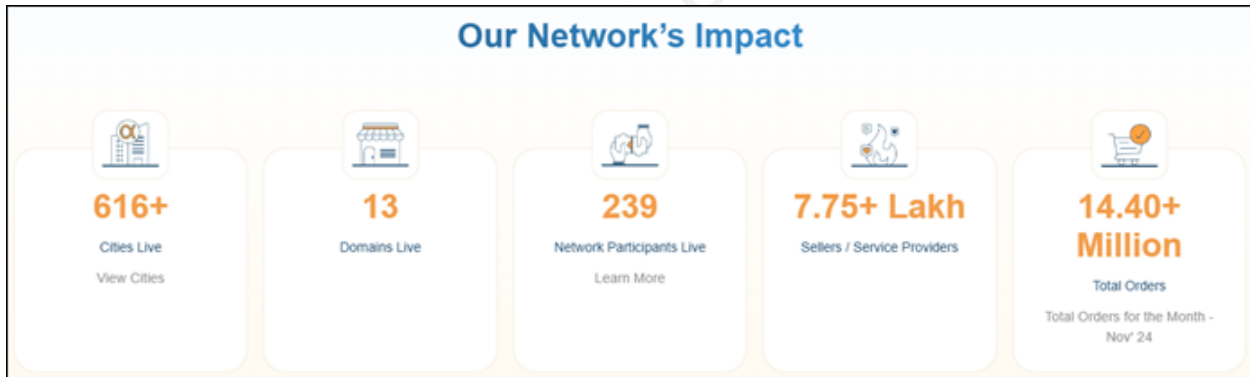 Our Network’s Impact
616+
Cities Live
View Cities
13
Domains Live
239
Network Participants Live
Learn More
7.75+ Lakh
Sellers / Service Providers
14.40+
Million
Total Orders
Total Orders for the Month -
Nov' 24